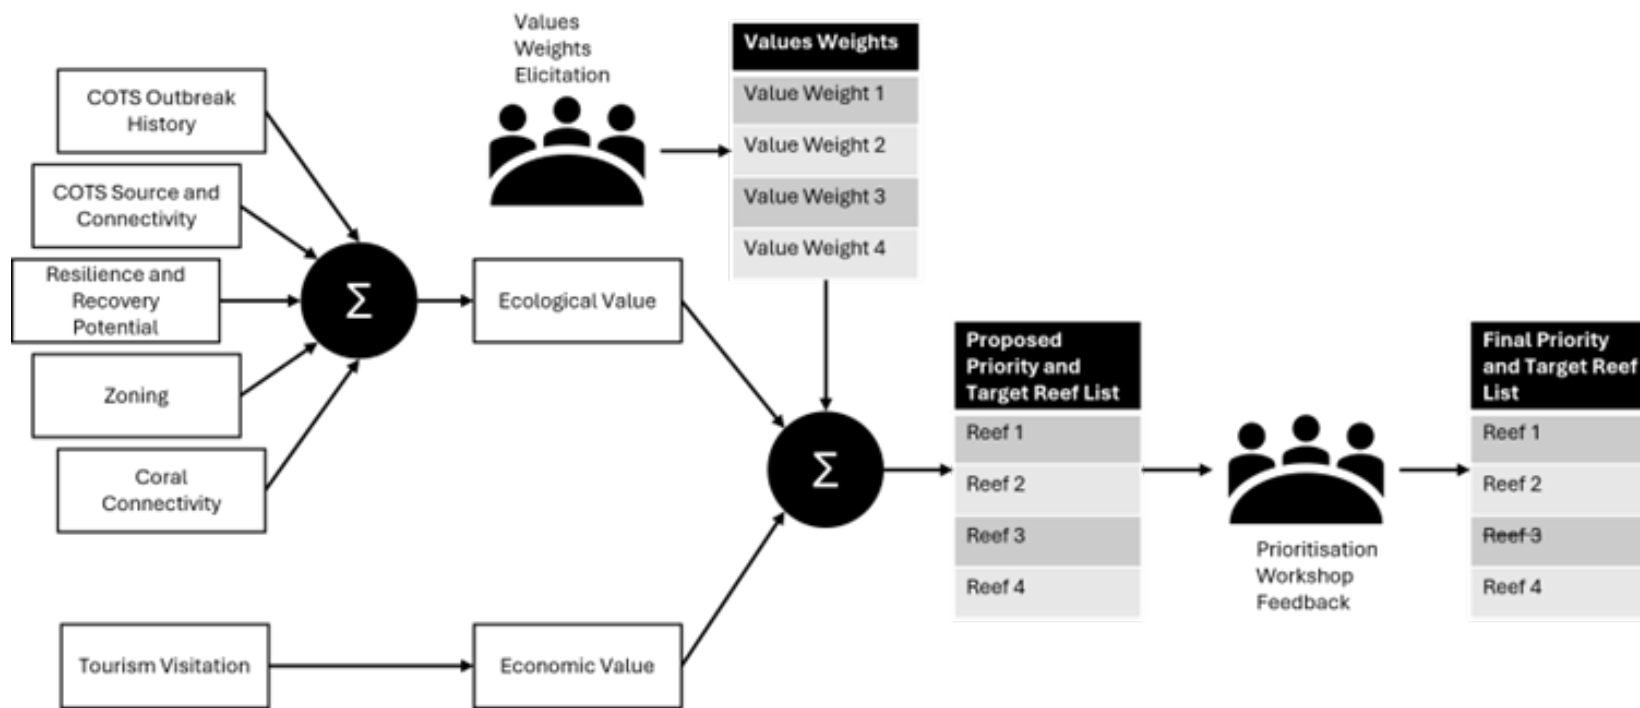 COTS Outbreak
History
COTS Source and
Connectivity
Resilience and
Recovery
Potential
Zoning
Coral
Connectivity
Tourism Visitation
Σ
Ecological Value
Economic Value
Values
Weights
Elicitation
Values Weights
Value Weight 1
Value Weight 2
Value Weight 3
Value Weight 4
Σ
Proposed
Priority and
Target Reef List
Reef 1
Reef 2
Reef 3
Reef 4
Prioritisation
Workshop
Feedback
Final Priority
and Target Reef
List
Reef 1
Reef 2
Reef 3
Reef 4